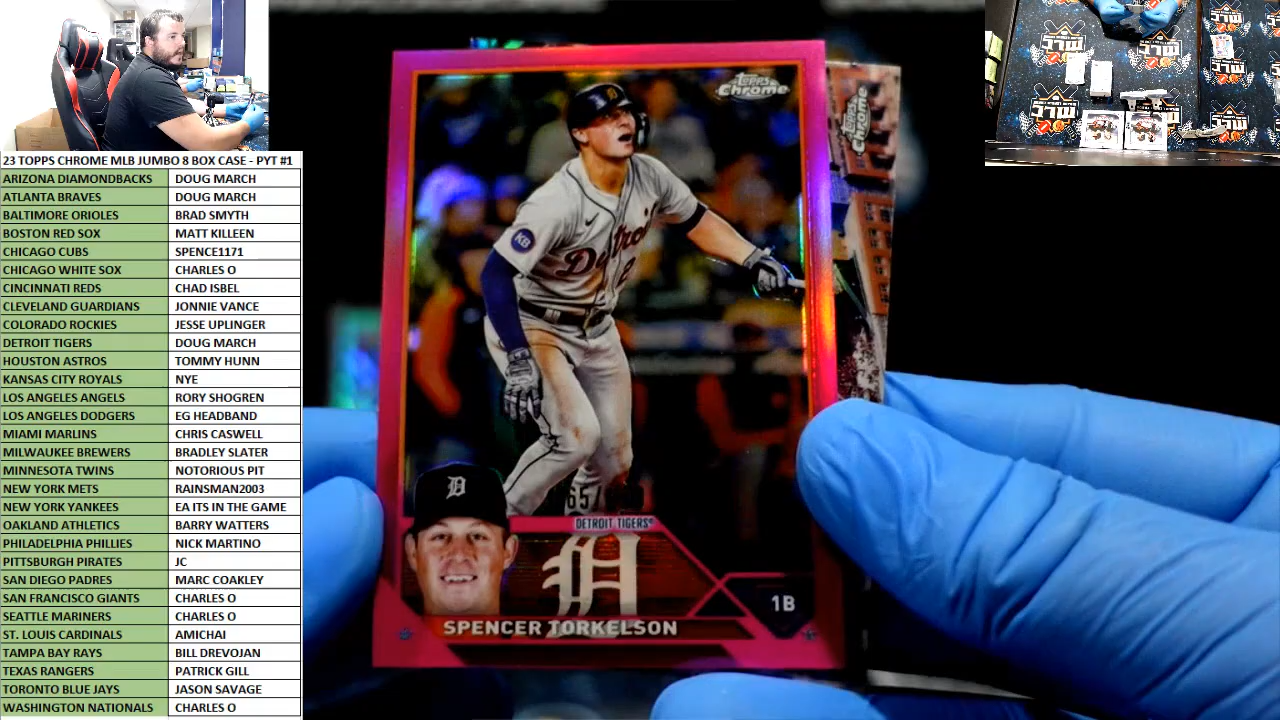 23 TOPPS CHROME MLB JUMBO 8 BOX CASE - PYT #1
ARIZONA DIAMONDBACKS DOUG MARCH
ATLANTA BRAVES DOUG MARCH
BALTIMORE ORIOLES BRAD SMYTH
BOSTON RED SOX MATT KILLEEN
CHICAGO CUBS SPENCE1171
CHICAGO WHITE SOX CHARLES O
CINCINNATI REDS CHAD ISBEL
CLEVELAND GUARDIANS JONNIE VANCE
COLORADO ROCKIES JESSE UPLINGER
DETROIT TIGERS DOUG MARCH
HOUSTON ASTROS TOMMY HUNN
KANSAS CITY ROYALS NYE
LOS ANGELES ANGELS RORY SHOGREN
LOS ANGELES DODGERS EG HEADBAND
MIAMI MARLINS CHRIS CASWELL
MILWAUKEE BREWERS BRADLEY SLATER
MINNESOTA TWINS NOTORIOUS PIT
NEW YORK METS RAINSMAN2003
NEW YORK YANKEES EA ITS IN THE GAME
OAKLAND ATHLETICS BARRY WATTERS
PHILADELPHIA PHILLIES NICK MARTINO
PITTSBURGH PIRATES JC
SAN DIEGO PADRES MARC COAKLEY
SAN FRANCISCO GIANTS CHARLES O
SEATTLE MARINERS CHARLES O
ST. LOUIS CARDINALS AMICHAI
TAMPA BAY RAYS BILL DREVOJAN
TEXAS RANGERS PATRICK GILL
TORONTO BLUE JAYS JASON SAVAGE
WASHINGTON NATIONALS CHARLES O
Topps Chrome
Chrome
KB
Detroit
2
D
DETROIT TIGERS
1B
SPENCER TORKELSON